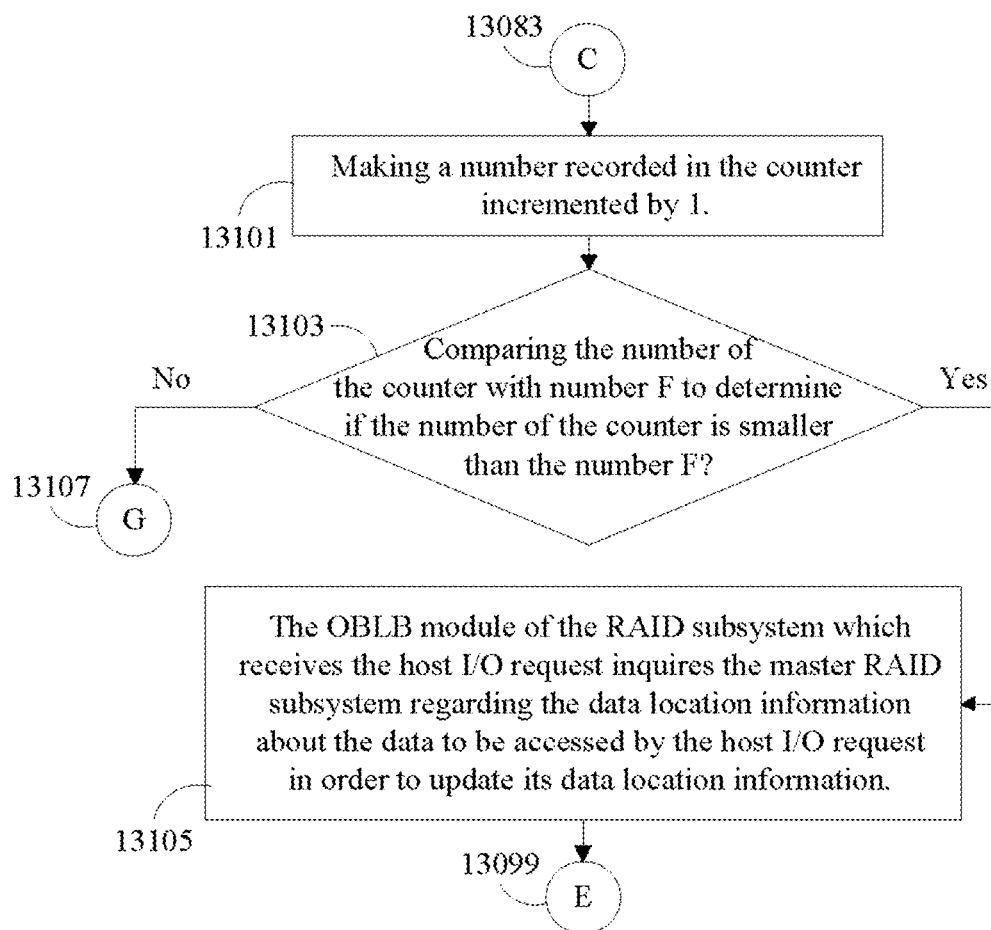 13083
C
Making a number recorded in the counter
incremented by 1.
13101
13103
Comparing the number of
the counter with number F to determine
if the number of the counter is smaller
than the number F?
No
Yes
13107
G
The OBLB module of the RAID subsystem which
receives the host I/O request inquires the master RAID
subsystem regarding the data location information
about the data to be accessed by the host I/O request
in order to update its data location information.
13105
13099
E